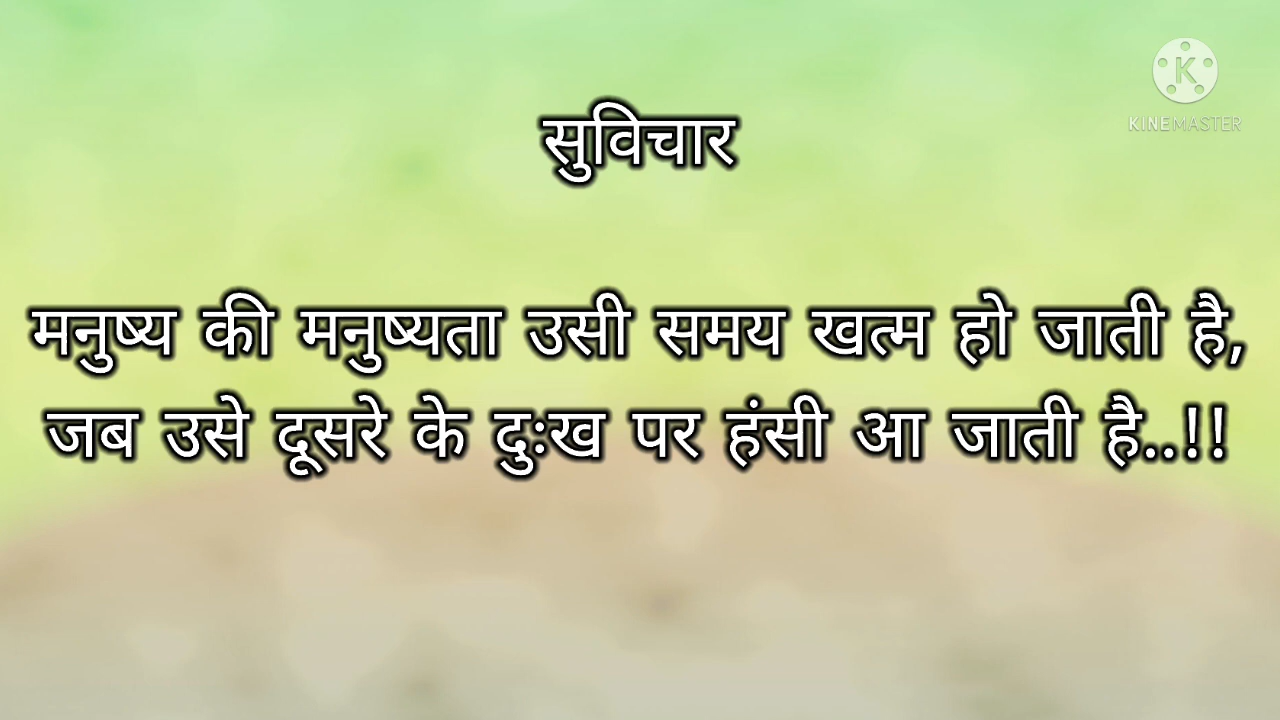 KINEMASTER
सुविचार
मनुष्य की मनुष्यता उसी समय खत्म हो जाती है,
जब उसे दूसरे के दुःख पर हंसी आ जाती है..!!